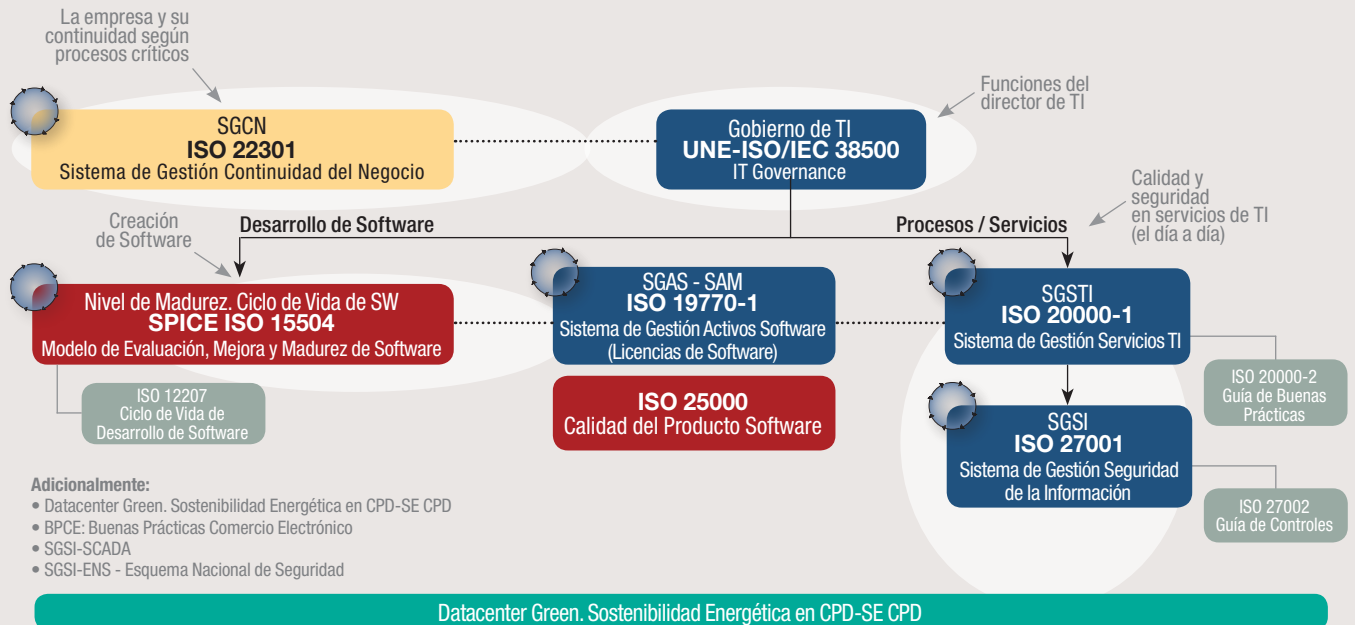 La empresa y su
continuidad según
procesos críticos
SGCN
ISO 22301
Sistema de Gestión Continuidad del Negocio
Gobierno de TI
UNE-ISO/IEC 38500
IT Governance
Funciones del
director de TI
Creación
de Software
Desarrollo de Software
Procesos / Servicios
Calidad y
seguridad
en servicios de TI
(el día a día)
Nivel de Madurez. Ciclo de Vida de SW
SPICE ISO 15504
Modelo de Evaluación, Mejora y Madurez de Software
SGAS - SAM
ISO 19770-1
Sistema de Gestión Activos Software
(Licencias de Software)
SGSTI
ISO 20000-1
Sistema de Gestión Servicios TI
ISO 12207
Ciclo de Vida de
Desarrollo de Software
ISO 25000
Calidad del Producto Software
ISO 20000-2
Guía de Buenas
Prácticas
SGSI
ISO 27001
Sistema de Gestión Seguridad
de la Información
ISO 27002
Guía de Controles
Adicionalmente:
• Datacenter Green. Sostenibilidad Energética en CPD-SE CPD
• BPCE: Buenas Prácticas Comercio Electrónico
• SGSI-SCADA
• SGSI-ENS - Esquema Nacional de Seguridad
Datacenter Green. Sostenibilidad Energética en CPD-SE CPD